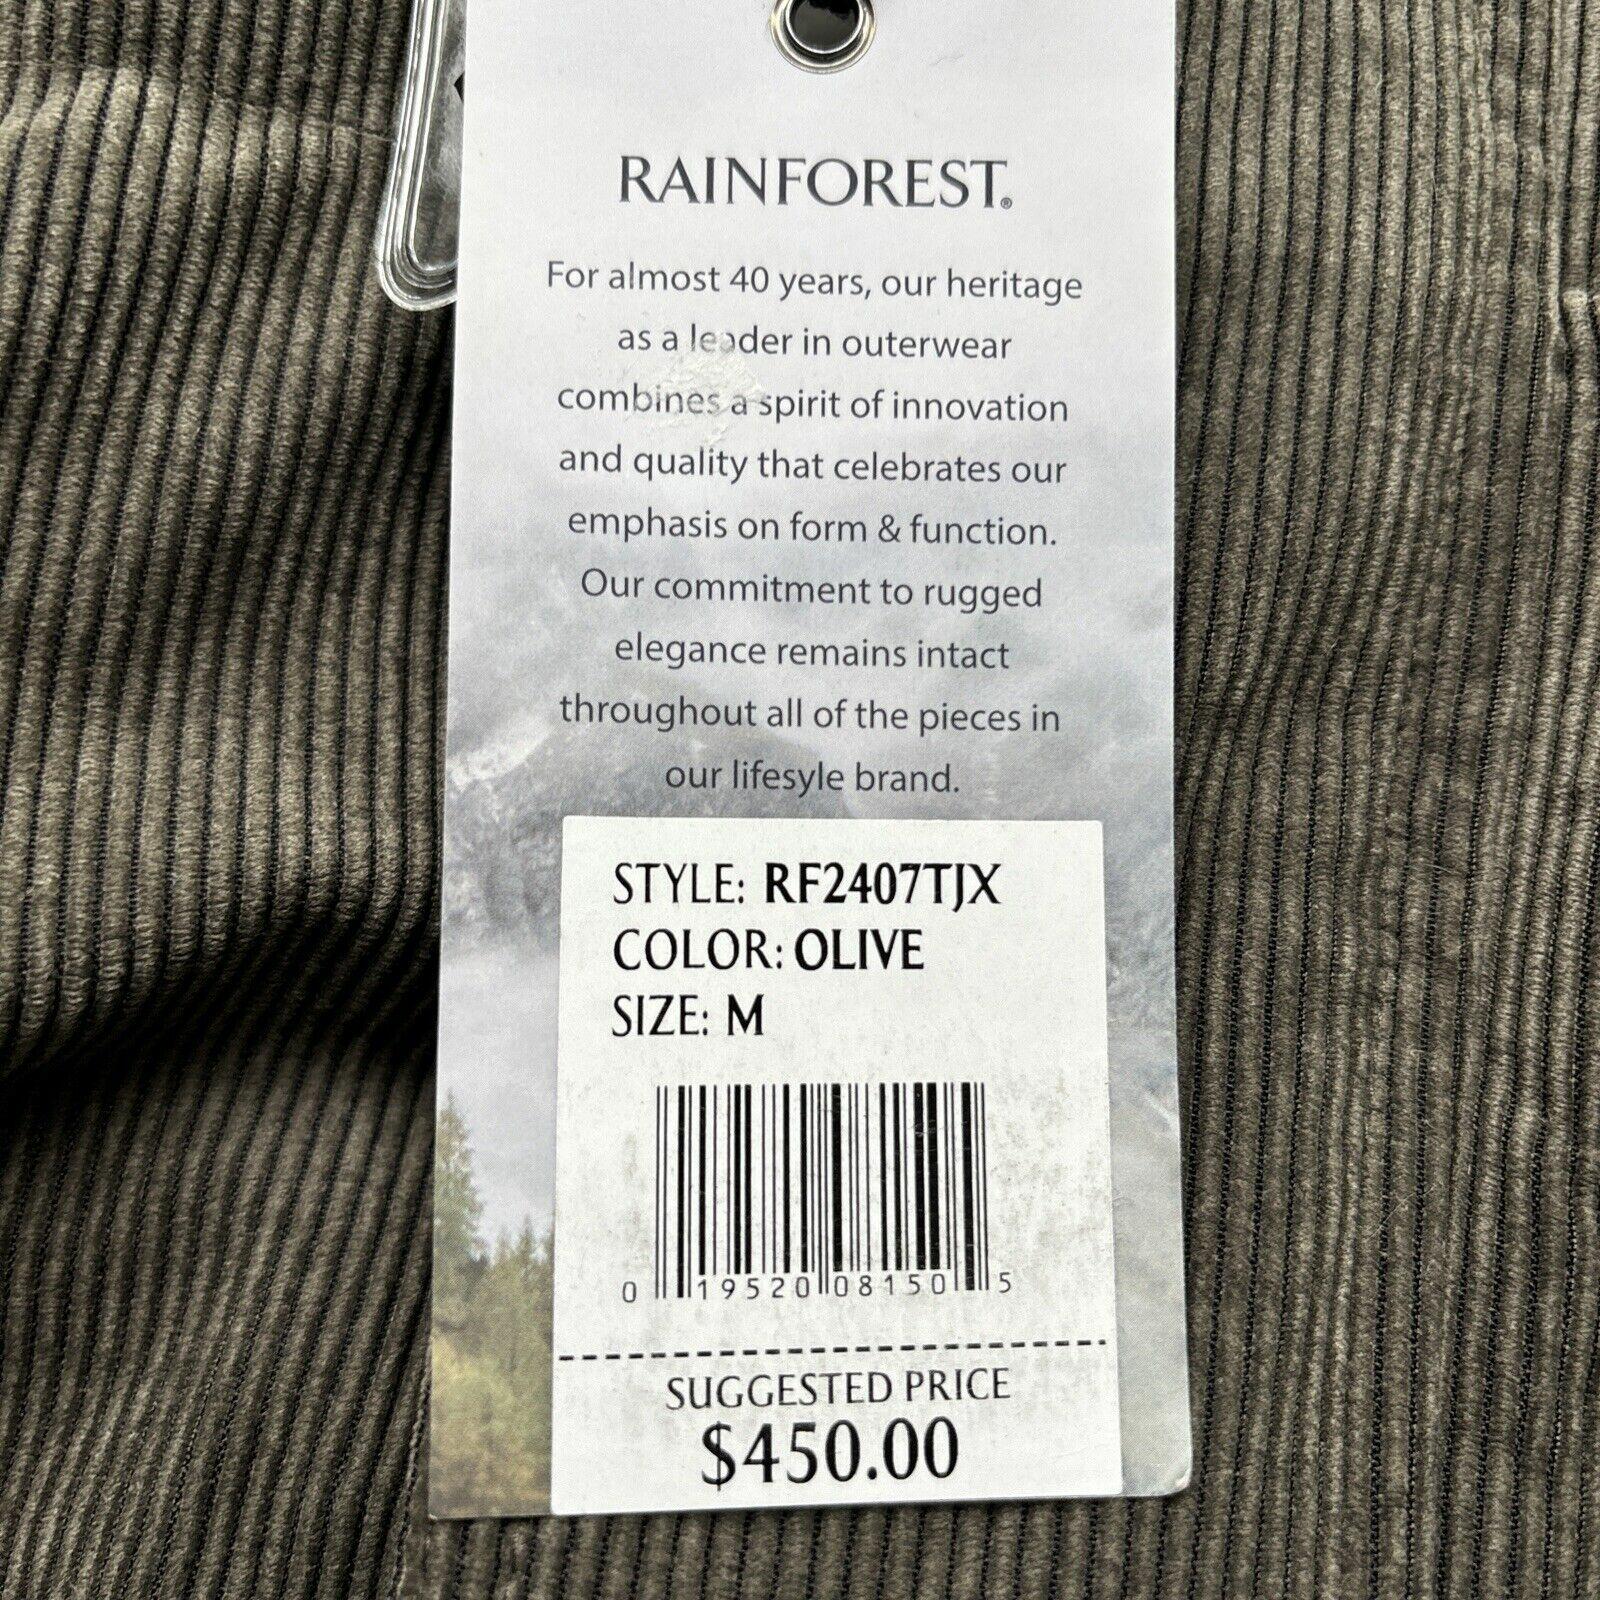 RAINFOREST®
For almost 40 years, our heritage
as a leader in outerwear
combines a spirit of innovation
and quality that celebrates our
emphasis on form & function.
Our commitment to rugged
elegance remains intact
throughout all of the pieces in
our lifesyle brand.
STYLE: RF2407TJX
COLOR: OLIVE
SIZE: M
0 19520 08150 5
SUGGESTED PRICE
$450.00